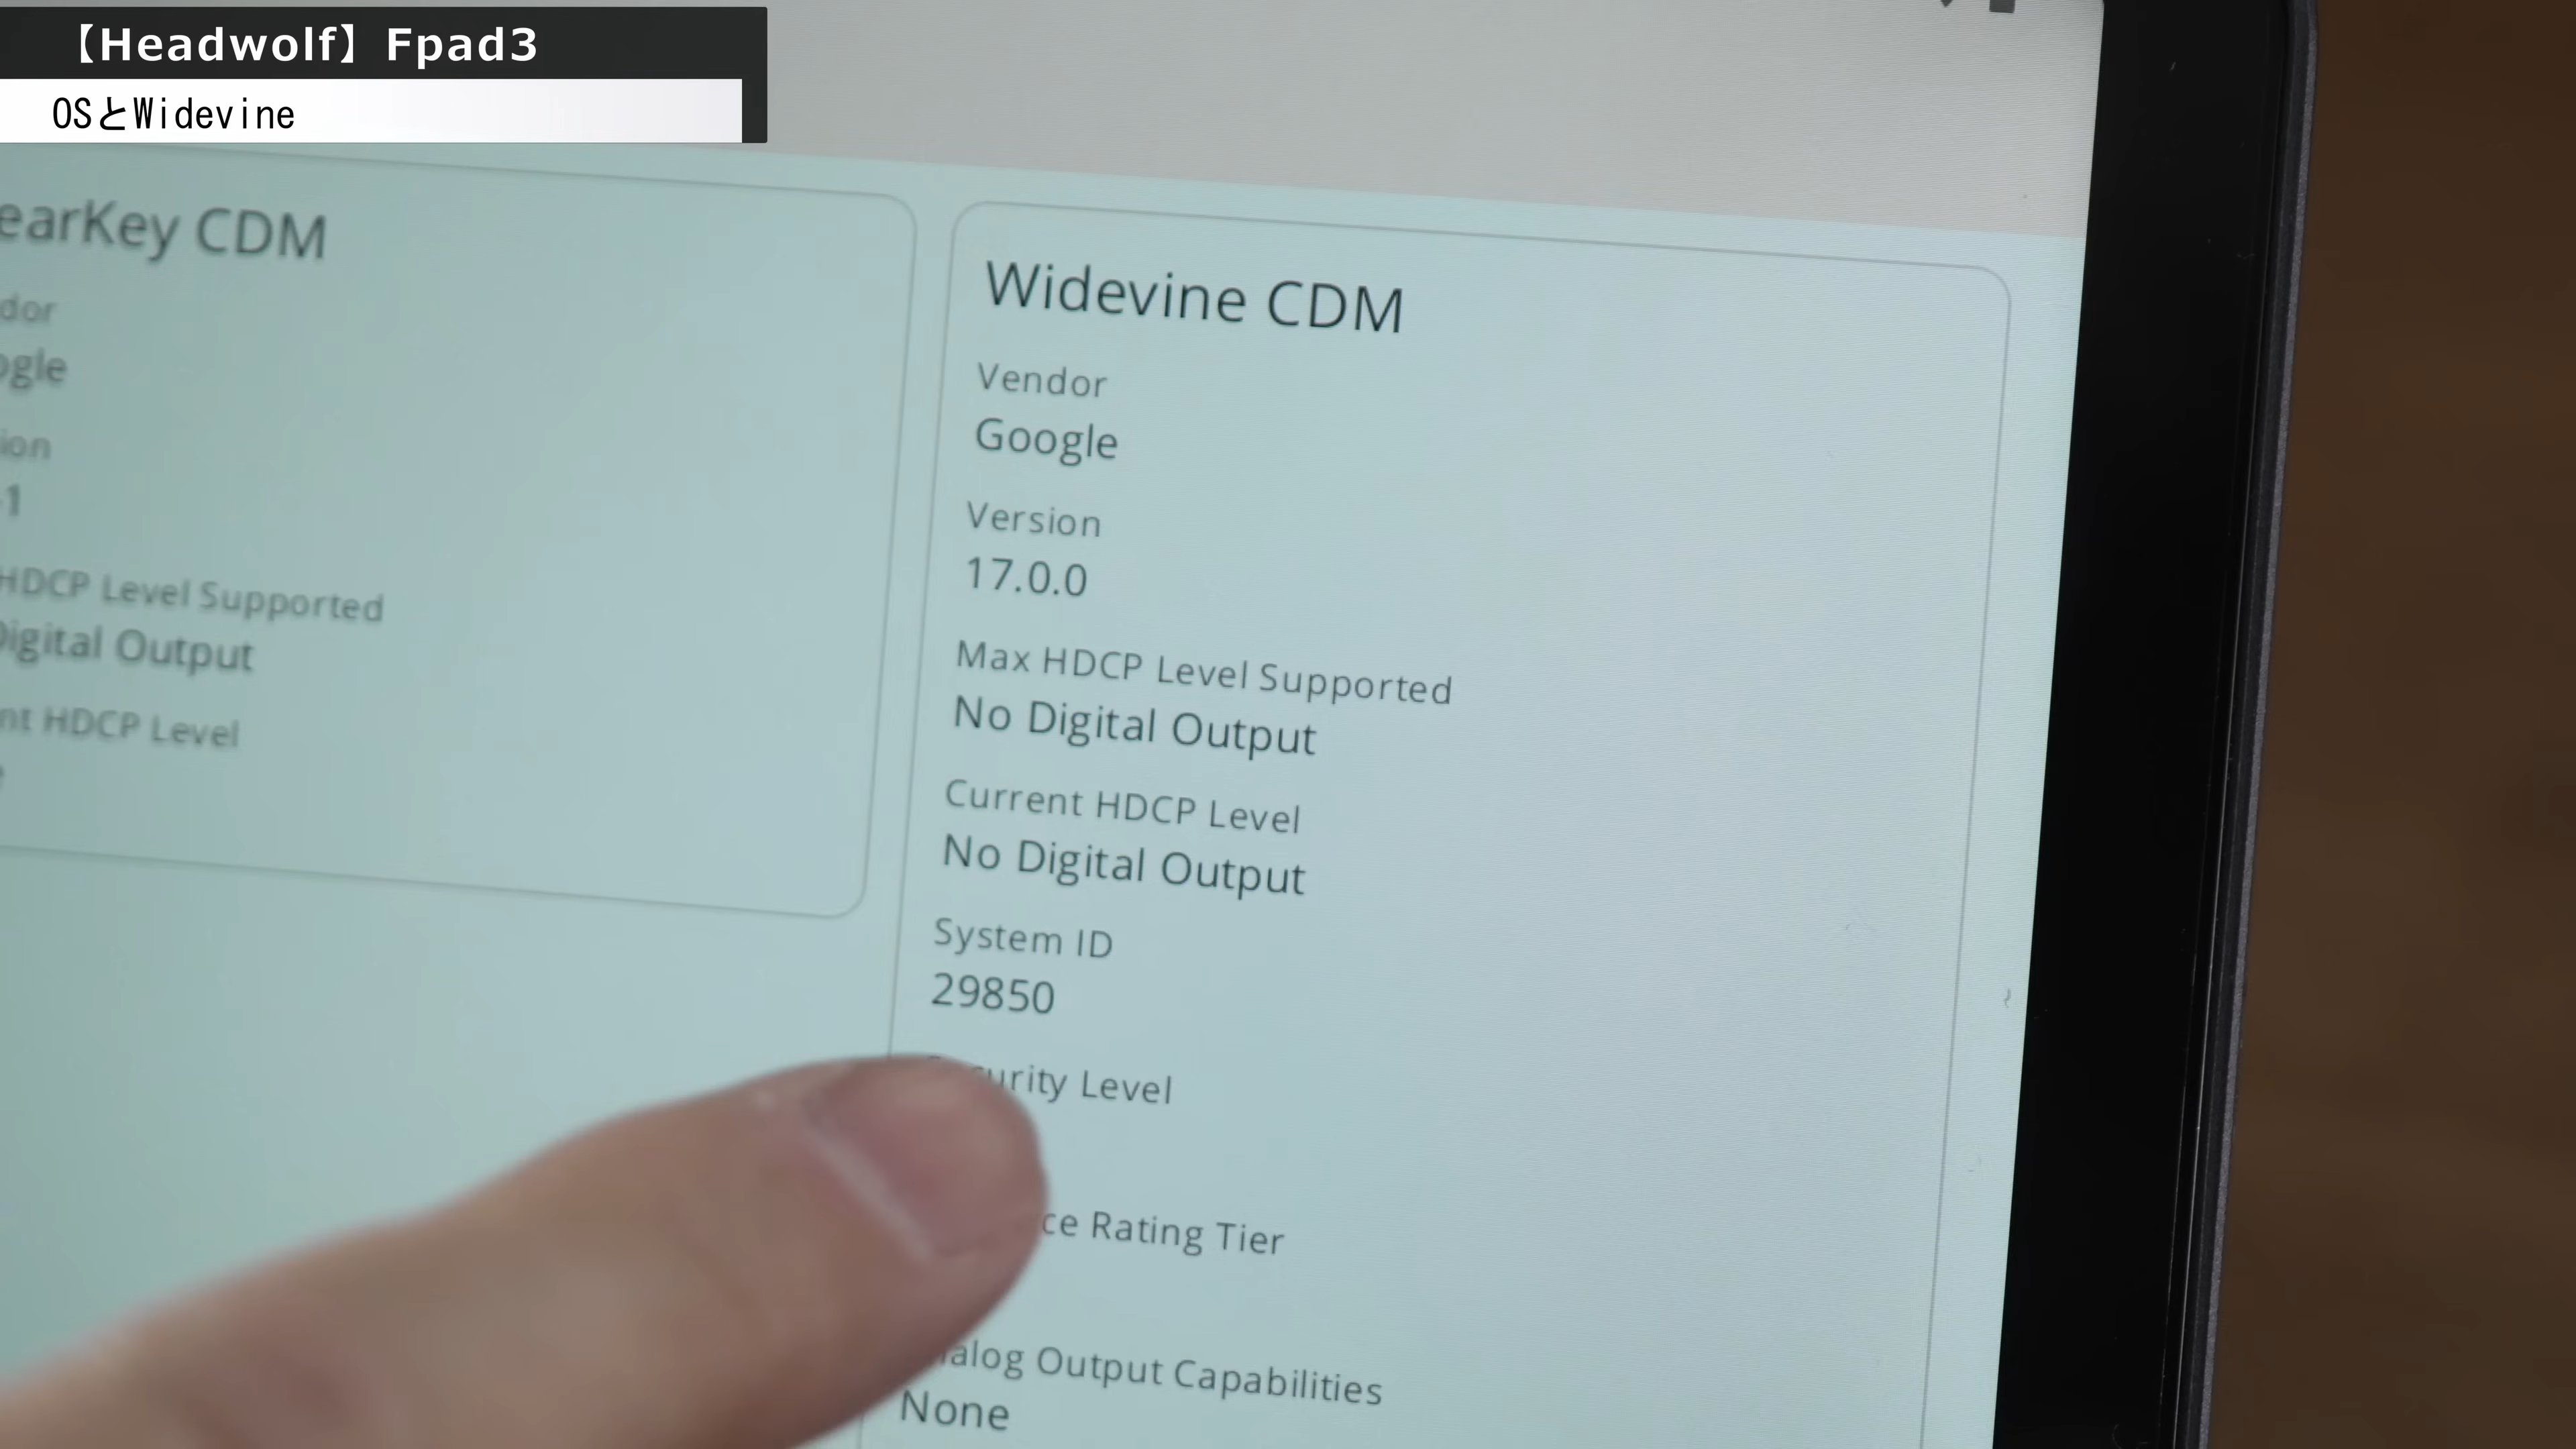 【Headwolf】Fpad3
OSとWidevine
earKey CDM
dor
ogle
ion
1
HDCP Level Supported
Digital Output
nt HDCP Level
Widevine CDM
Vendor
Google
Version
17.0.0
Max HDCP Level Supported
No Digital Output
Current HDCP Level
No Digital Output
System ID
29850
urity Level
ce Rating Tier
alog Output Capabilities
None